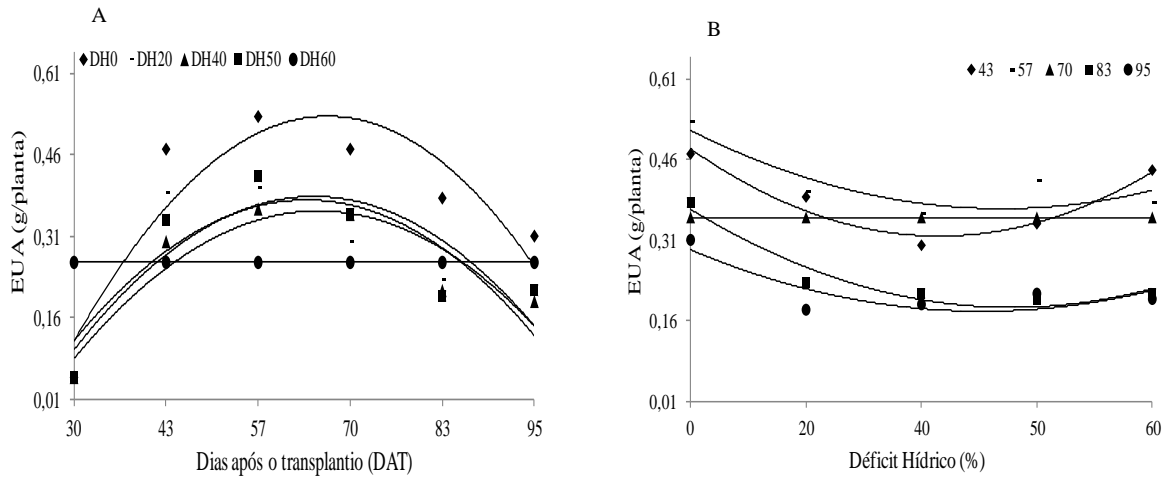 A
DH0 DH20 DH40 DH50 DH60
EUA (g/planta)
0,61
0,46
0,31
0,16
0,01
30 43 57 70 83 95
Dias após o transplantio (DAT)
B
43 57 70 83 95
EUA (g/planta)
0,61
0,46
0,31
0,16
0,01
0 20 40 50 60
Déficit Hídrico (%)